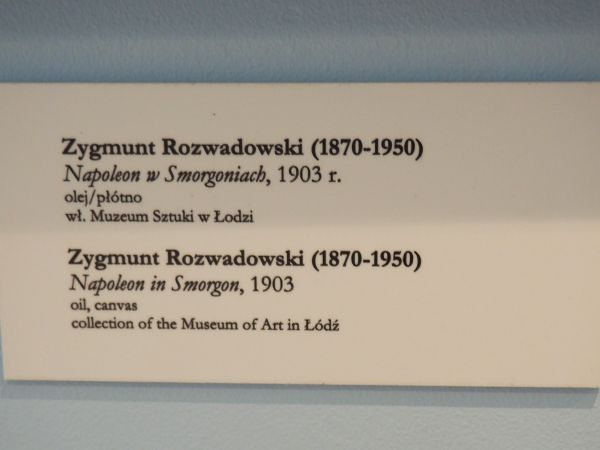 Zygmunt Rozwadowski (1870-1950)
Napoleon w Smorgoniach, 1903 r.
olej/płótno
wł. Muzeum Sztuki w Łodzi
Zygmunt Rozwadowski (1870-1950)
Napoleon in Smorgon, 1903
oil, canvas
collection of the Museum of Art in Łódź